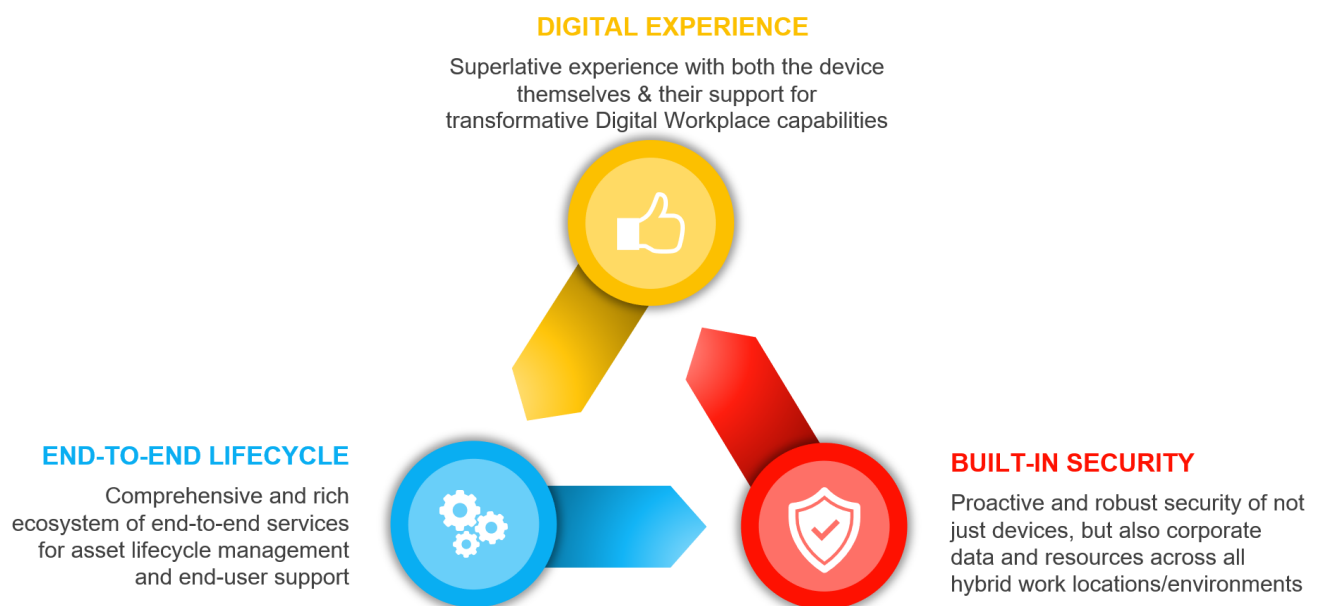 DIGITAL EXPERIENCE
Superlative experience with both the device
themselves & their support for
transformative Digital Workplace capabilities
END-TO-END LIFECYCLE
Comprehensive and rich
ecosystem of end-to-end services
for asset lifecycle management
and end-user support
BUILT-IN SECURITY
Proactive and robust security of not
just devices, but also corporate
data and resources across all
hybrid work locations/environments